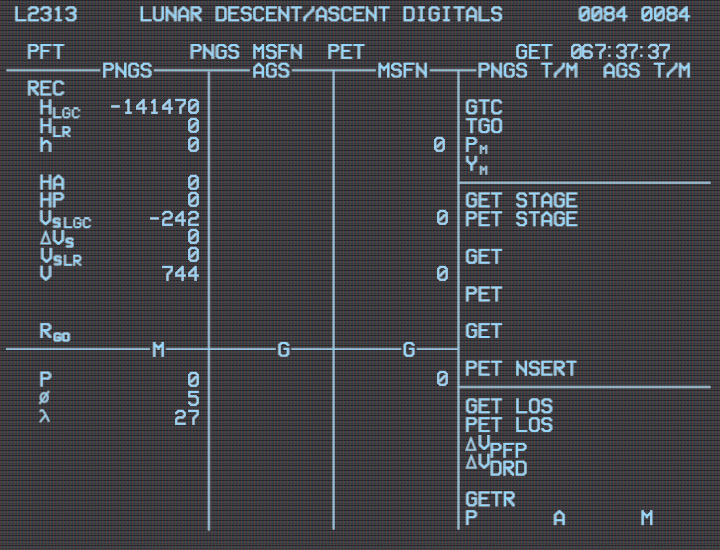 L2313 LUNAR DESCENT/ASCENT DIGITALS 0084 0084
PFT PNGS MSFN PET GET 067:37:37
PNGS AGS MSFN PNGS T/M AGS T/M
REC
HLGC -141470 GTC
HLR 0 TGO
h 0 0 PM
YM
HA 0
HP 0 GET STAGE
VSLGC -242 0 PET STAGE
ΔVS 0
VSLR 0 GET
V 744 0
PET
RGO GET
M G G
PET NSERT
P 0 0
ø 5
λ 27 GET LOS
PET LOS
ΔVPFP
ΔVDRD
GETR
P A M